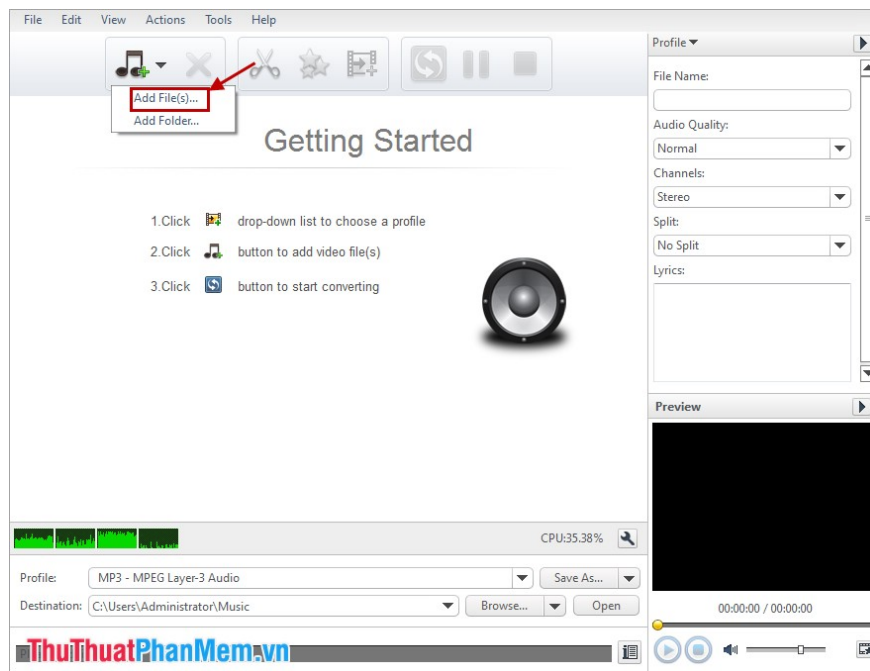 File Edit View Actions Tools Help
Add File(s)...
Add Folder...
Getting Started
1.Click drop-down list to choose a profile
2.Click button to add video file(s)
3.Click button to start converting
Profile
File Name:
Audio Quality:
Normal
Channels:
Stereo
Split:
No Split
Lyrics:
Preview
00:00:00 / 00:00:00
CPU:35.38%
Profile: MP3 - MPEG Layer-3 Audio Save As...
Destination: C:\Users\Administrator\Music Browse... Open
ThuThuatPhanMem.vn